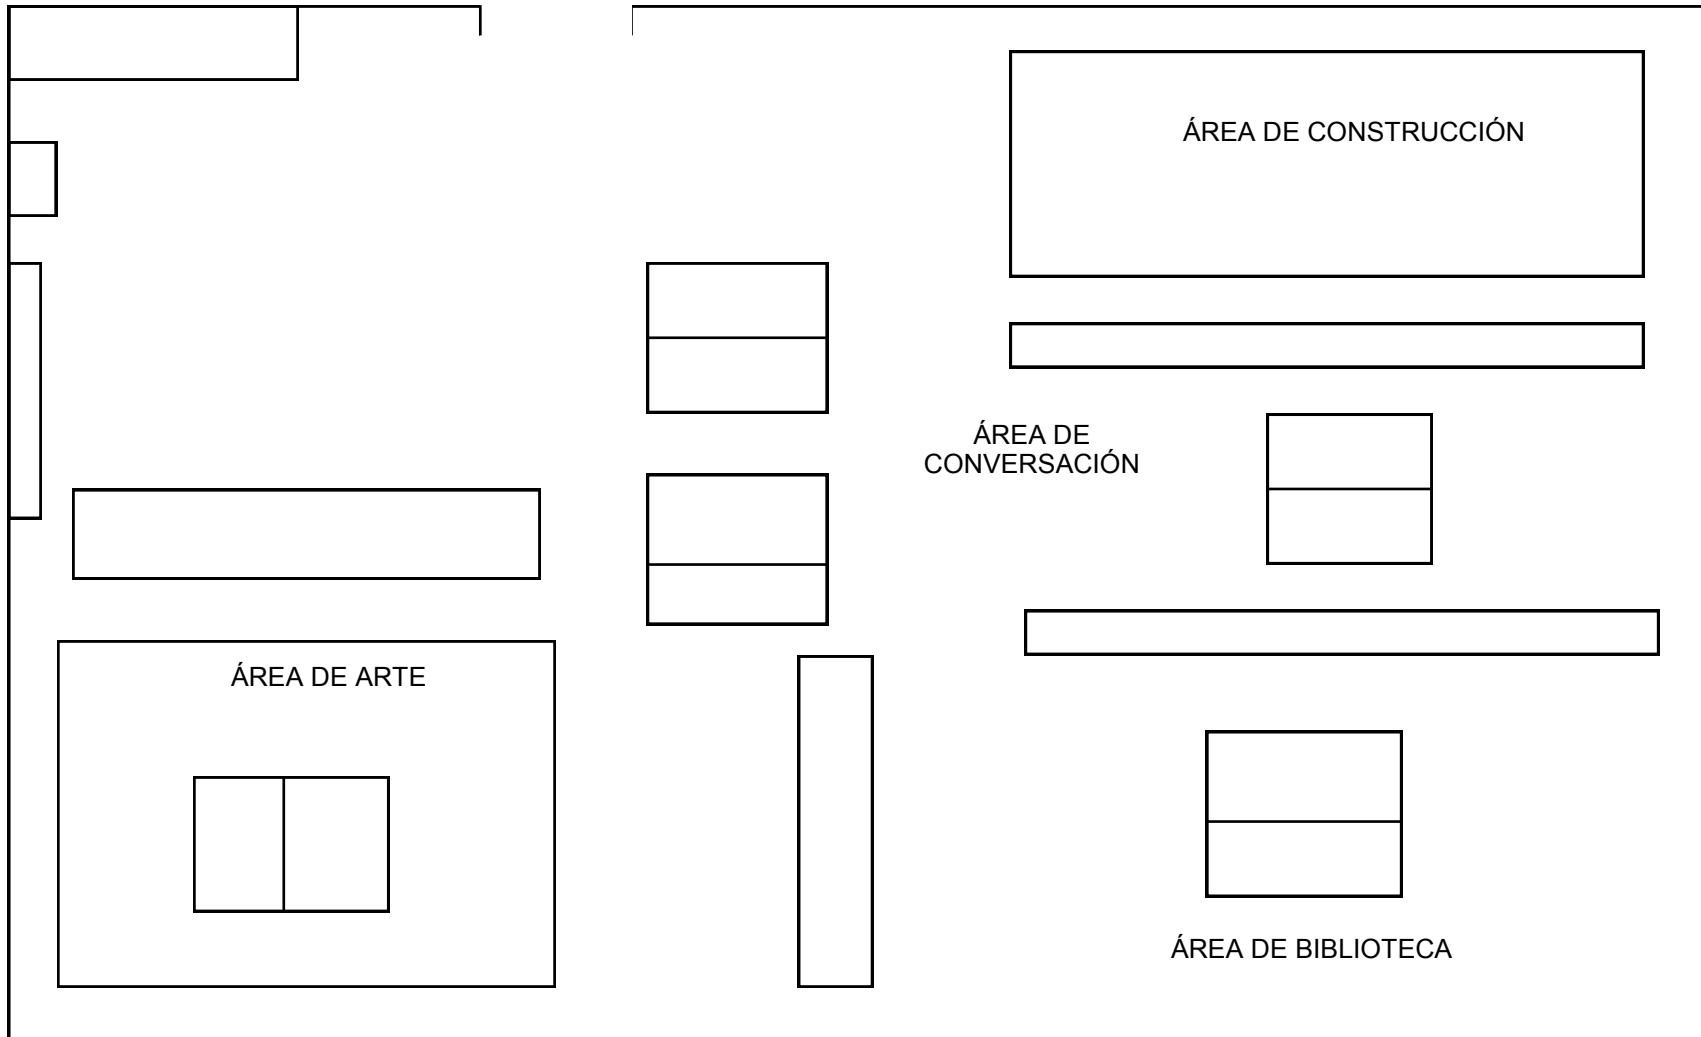 ÁREA DE CONSTRUCCIÓN
ÁREA DE
CONVERSACIÓN
ÁREA DE ARTE
ÁREA DE BIBLIOTECA